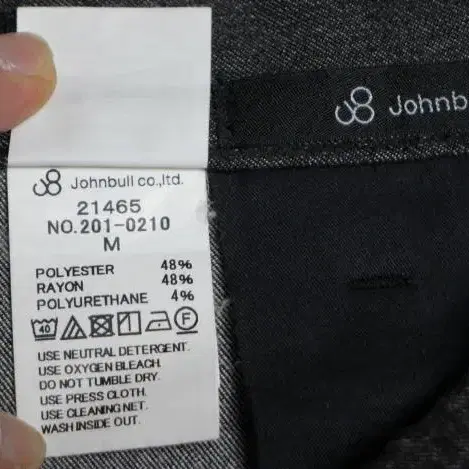 Johnb
Johnbull co.,ltd.
21465
NO.201-0210
M
POLYESTER 48%
RAYON 48%
POLYURETHANE 4%
40 F
USE NEUTRAL DETERGENT.
USE OXYGEN BLEACH.
DO NOT TUMBLE DRY.
USE PRESS CLOTH.
USE CLEANING NET.
WASH INSIDE OUT.